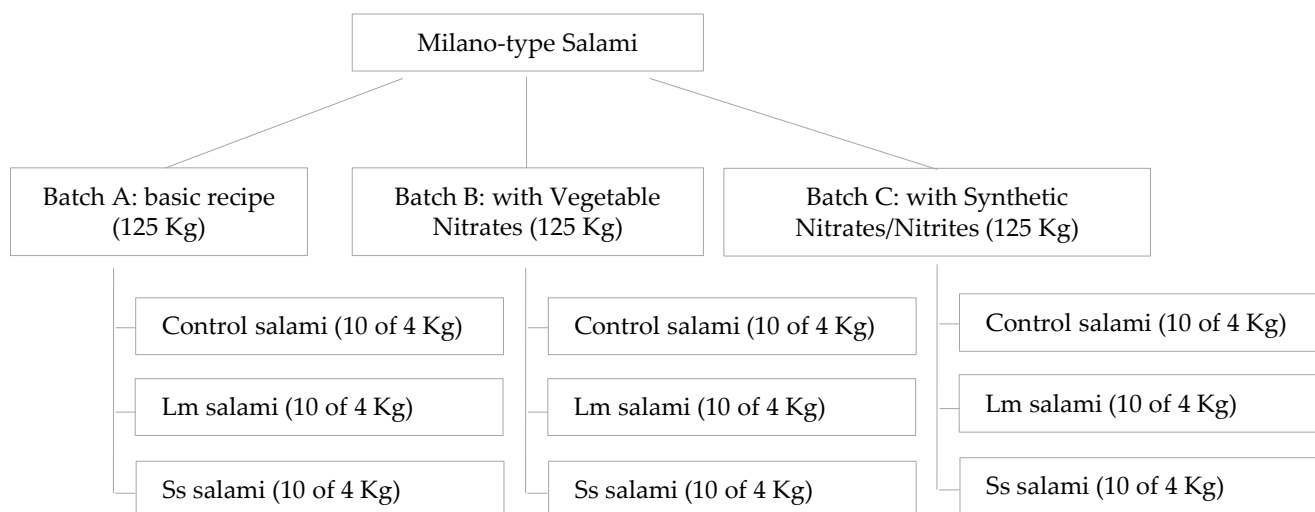 Milano-type Salami
Batch A: basic recipe
(125 Kg)
Control salami (10 of 4 Kg)
Lm salami (10 of 4 Kg)
Ss salami (10 of 4 Kg)
Batch B: with Vegetable
Nitrates (125 Kg)
Control salami (10 of 4 Kg)
Lm salami (10 of 4 Kg)
Ss salami (10 of 4 Kg)
Batch C: with Synthetic
Nitrates/Nitrites (125 Kg)
Control salami (10 of 4 Kg)
Lm salami (10 of 4 Kg)
Ss salami (10 of 4 Kg)